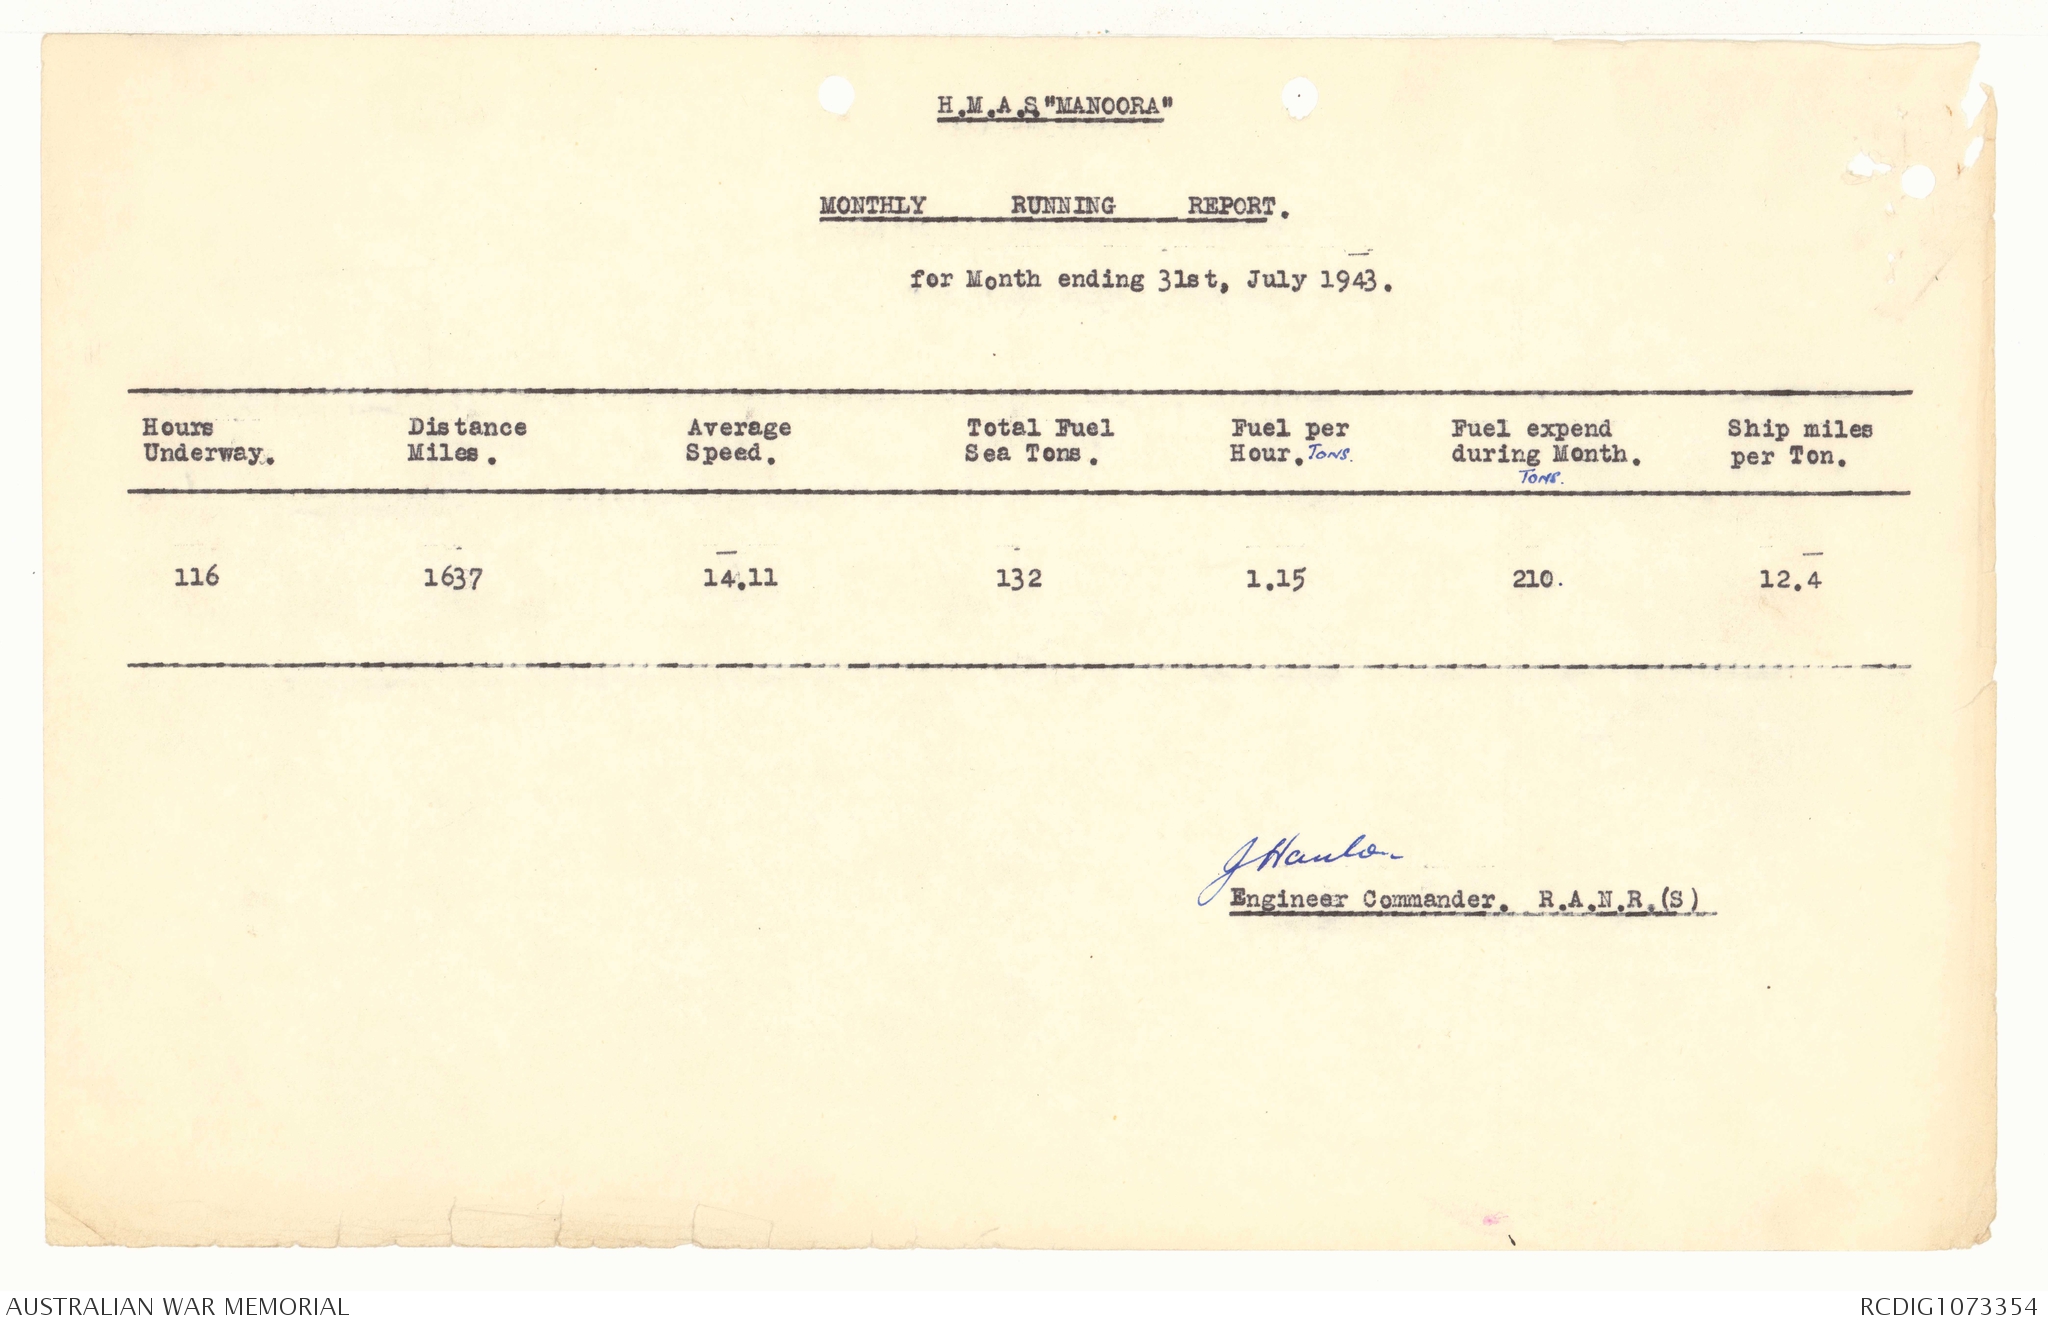 H.M.A.S "MANOORA"
MONTHLY RUNNING REPORT.
for Month ending 31st, July 1943.
Hours Underway. Distance Miles. Average Speed. Total Fuel Sea Tons. Fuel per Hour. TONS. Fuel expend during Month. TONS. Ship miles per Ton.
116 1637 14.11 132 1.15 210. 12.4
Engineer Commander. R.A.N.R.(S)
AUSTRALIAN WAR MEMORIAL
RCDIG1073354